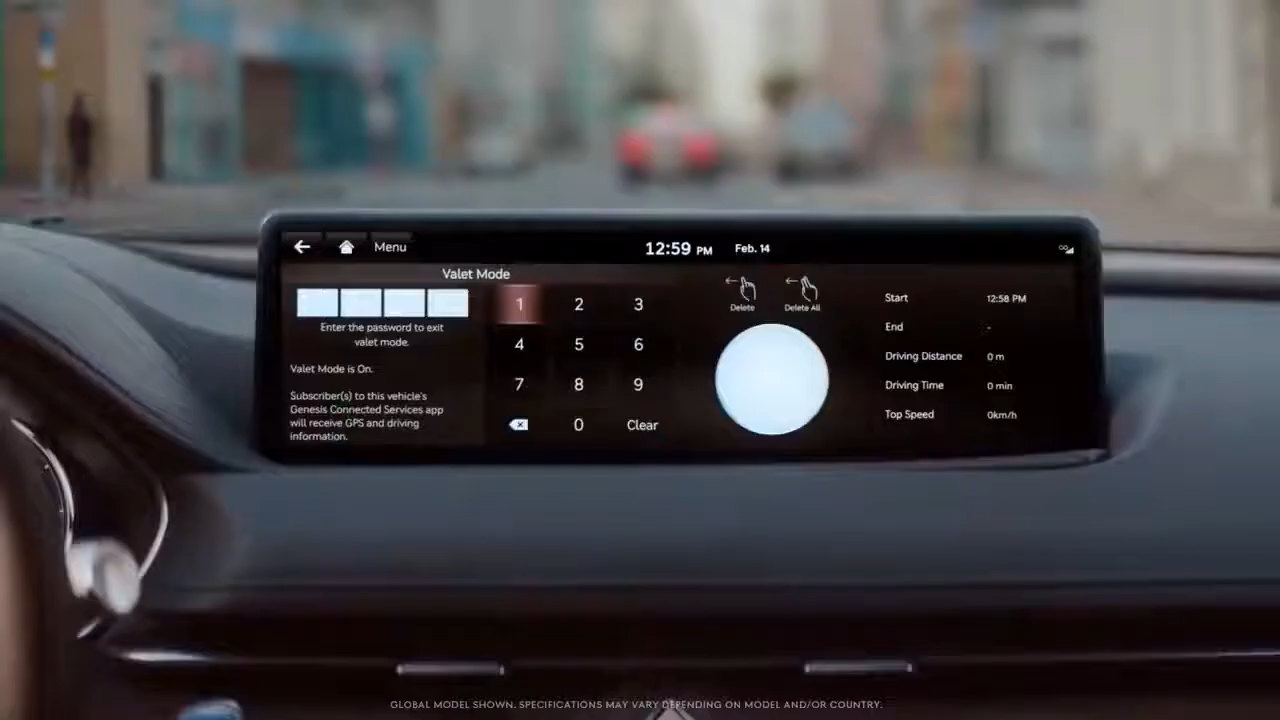 Menu
12:59 PM Feb. 14
Valet Mode
Enter the password to exit
valet mode.
Valet Mode is On.
Subscriber(s) to this vehicle's
Genesis Connected Services app
will receive GPS and driving
information.
1 2 3
4 5 6
7 8 9
0 Clear
Delete Delete All
Start 12:58 PM
End -
Driving Distance 0 m
Driving Time 0 min
Top Speed 0km/h
GLOBAL MODEL SHOWN. SPECIFICATIONS MAY VARY DEPENDING ON MODEL AND/OR COUNTRY.